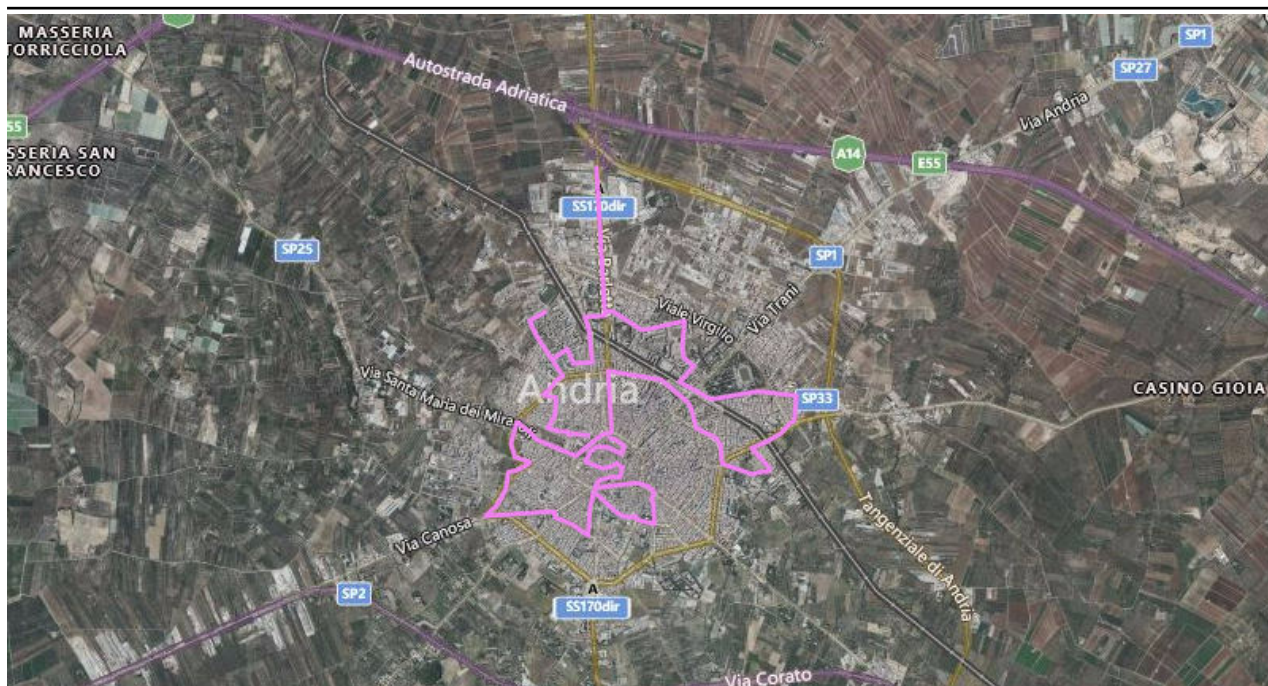 MASSERIA
TORRICCIOLA
SP1
SP27
Autostrada Adriatica
Via Andria
55
SSERIA SAN
RANCESCO
A14
E55
A
SS170dir
SP25
SP1
Viale Virgilio
Via Trani
Via Santa Maria dei
Andria
CASINO GIOIA
SP33
Tangenziale di Andria
Via Canosa
SP2
A
SS170dir
Via Corato